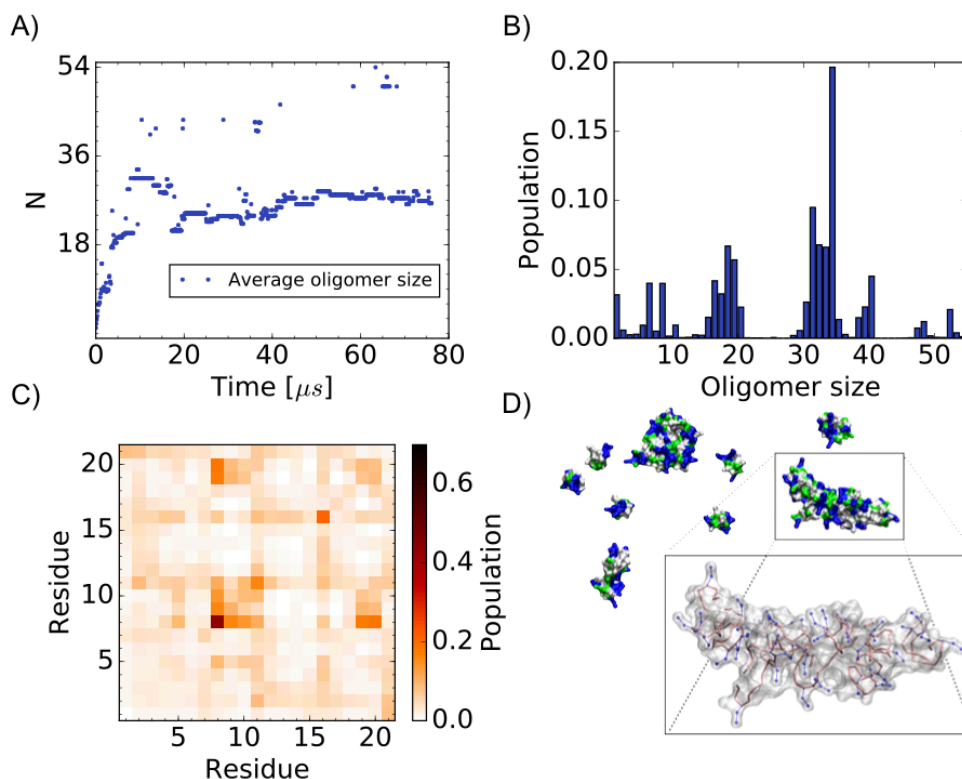 A)
54
36
18
N
Average oligomer size
0
20
40
60
80
Time [μs]
B)
0.20
0.15
0.10
0.05
0.00
Population
10
20
30
40
50
Oligomer size
C)
20
15
10
5
Residue
5
10
15
20
Residue
0.6
0.4
0.2
0.0
Population
D)